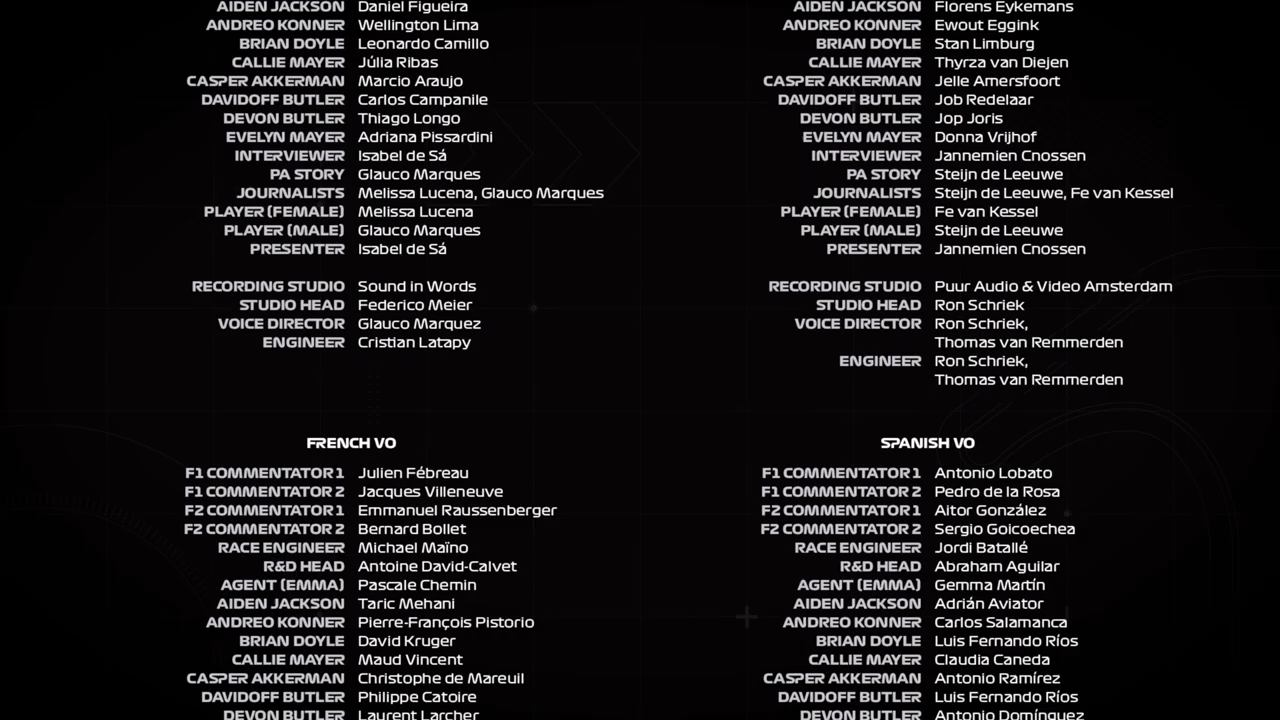 AIDEN JACKSON Daniel Figueira
ANDREO KONNER Wellington Lima
BRIAN DOYLE Leonardo Camillo
CALLIE MAYER Júlia Ribas
CASPER AKKERMAN Marcio Araujo
DAVIDOFF BUTLER Carlos Campanile
DEVON BUTLER Thiago Longo
EVELYN MAYER Adriana Pissardini
INTERVIEWER Isabel de Sá
PA STORY Glauco Marques
JOURNALISTS Melissa Lucena, Glauco Marques
PLAYER (FEMALE) Melissa Lucena
PLAYER (MALE) Glauco Marques
PRESENTER Isabel de Sá
RECORDING STUDIO Sound in Words
STUDIO HEAD Federico Meier
VOICE DIRECTOR Glauco Marquez
ENGINEER Cristian Latapy
AIDEN JACKSON Florens Eykemans
ANDREO KONNER Ewout Eggink
BRIAN DOYLE Stan Limburg
CALLIE MAYER Thyrza van Diejen
CASPER AKKERMAN Jelle Amersfoort
DAVIDOFF BUTLER Job Redelaar
DEVON BUTLER Jop Joris
EVELYN MAYER Donna Vrijhof
INTERVIEWER Jannemien Cnossen
PA STORY Steijn de Leeuwe
JOURNALISTS Steijn de Leeuwe, Fe van Kessel
PLAYER (FEMALE) Fe van Kessel
PLAYER (MALE) Steijn de Leeuwe
PRESENTER Jannemien Cnossen
RECORDING STUDIO Puur Audio & Video Amsterdam
STUDIO HEAD Ron Schriek
VOICE DIRECTOR Ron Schriek,
Thomas van Remmerden
ENGINEER Ron Schriek,
Thomas van Remmerden
FRENCH VO
F1 COMMENTATOR 1 Julien Fébreau
F1 COMMENTATOR 2 Jacques Villeneuve
F2 COMMENTATOR 1 Emmanuel Raussenberger
F2 COMMENTATOR 2 Bernard Bollet
RACE ENGINEER Michael Maïno
R&D HEAD Antoine David-Calvet
AGENT (EMMA) Pascale Chemin
AIDEN JACKSON Taric Mehani
ANDREO KONNER Pierre-François Pistorio
BRIAN DOYLE David Kruger
CALLIE MAYER Maud Vincent
CASPER AKKERMAN Christophe de Mareuil
DAVIDOFF BUTLER Philippe Catoire
DEVON BUTLER Laurent Larcher
SPANISH VO
F1 COMMENTATOR 1 Antonio Lobato
F1 COMMENTATOR 2 Pedro de la Rosa
F2 COMMENTATOR 1 Aitor González
F2 COMMENTATOR 2 Sergio Goicoechea
RACE ENGINEER Jordi Batallé
R&D HEAD Abraham Aguilar
AGENT (EMMA) Gemma Martín
AIDEN JACKSON Adrián Aviator
ANDREO KONNER Carlos Salamanca
BRIAN DOYLE Luis Fernando Ríos
CALLIE MAYER Claudia Caneda
CASPER AKKERMAN Antonio Ramírez
DAVIDOFF BUTLER Luis Fernando Ríos
DEVON BUTLER Antonio Domínguez